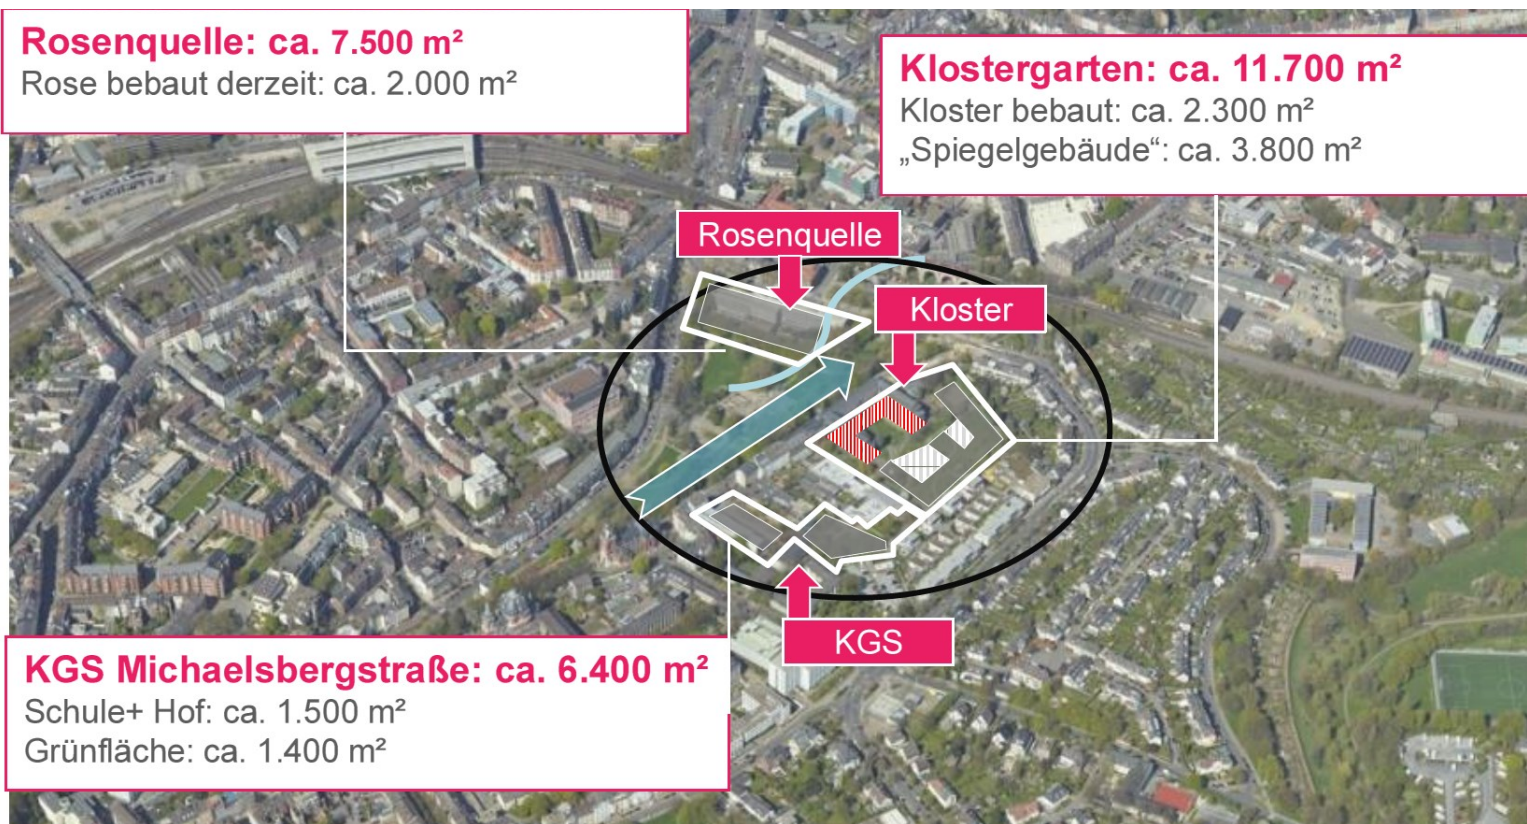 Rosenquelle: ca. 7.500 m²
Rose bebaut derzeit: ca. 2.000 m²
Klostergarten: ca. 11.700 m²
Kloster bebaut: ca. 2.300 m²
„Spiegelgebäude“: ca. 3.800 m²
Rosenquelle
Kloster
KGS
KGS Michaelsbergstraße: ca. 6.400 m²
Schule+ Hof: ca. 1.500 m²
Grünfläche: ca. 1.400 m²